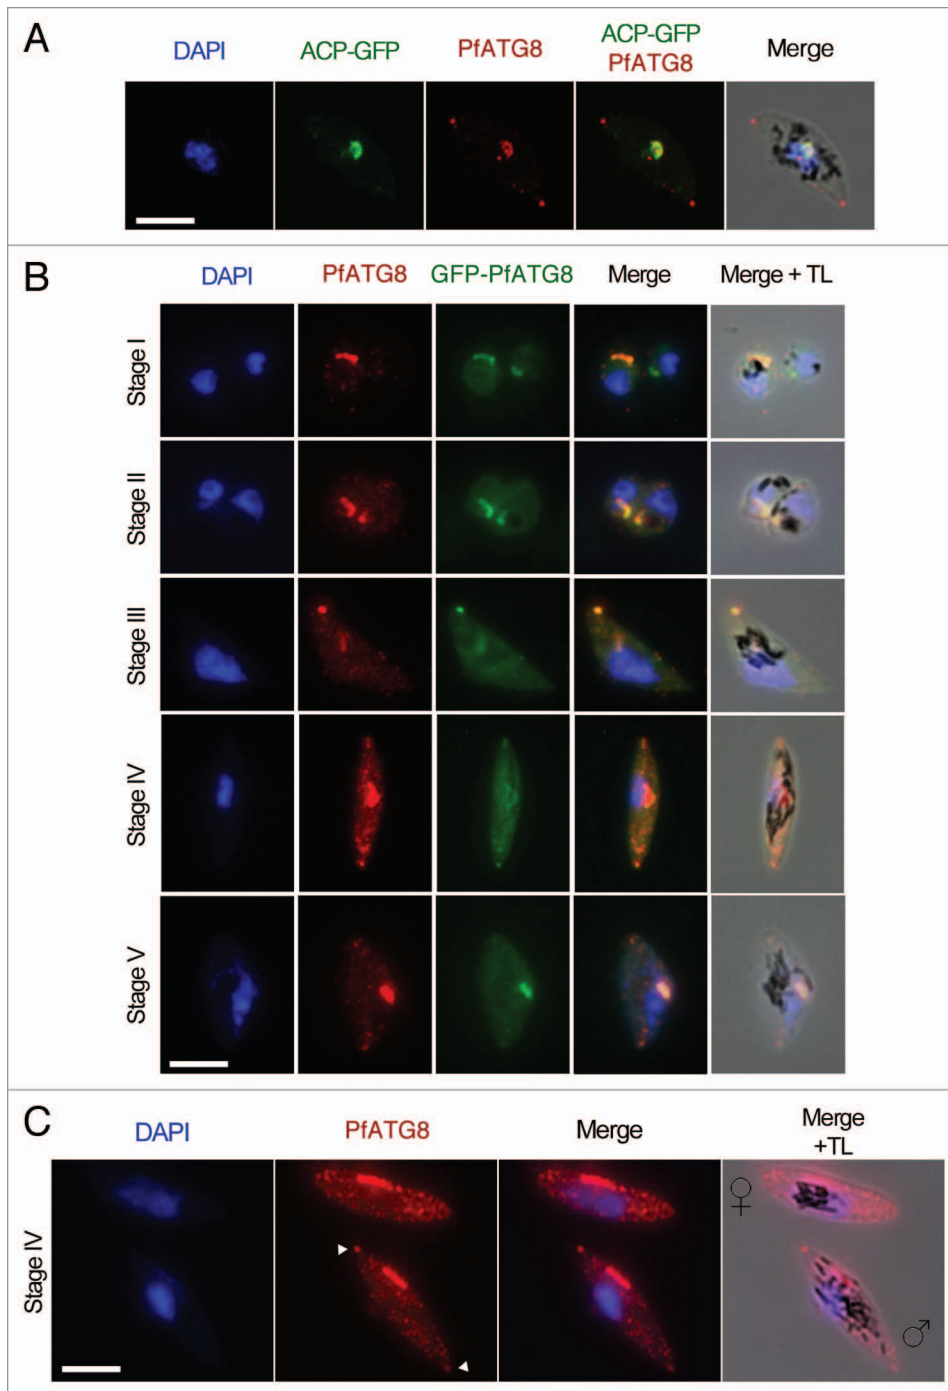 A
DAPI
ACP-GFP
PfATG8
ACP-GFP
PfATG8
Merge
B
DAPI
PfATG8
GFP-PfATG8
Merge
Merge + TL
Stage I
Stage II
Stage III
Stage IV
Stage V
C
DAPI
PfATG8
Merge
Merge
+TL
Stage IV
♀
♂